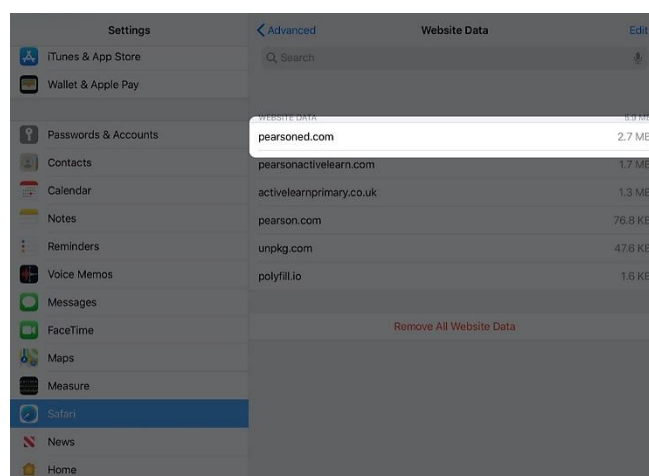 Settings
iTunes & App Store
Wallet & Apple Pay
Passwords & Accounts
Contacts
Calendar
Notes
Reminders
Voice Memos
Messages
FaceTime
Maps
Measure
Safari
News
Home
Advanced Website Data Edit
Search
WEBSITE DATA 5.9 M
pearsoned.com 2.7 MB
pearsonactivelearn.com 1.7 MB
activelearnprimary.co.uk 1.3 MB
pearson.com 76.8 KB
unpkg.com 47.6 KB
polyfill.io 1.6 KB
Remove All Website Data